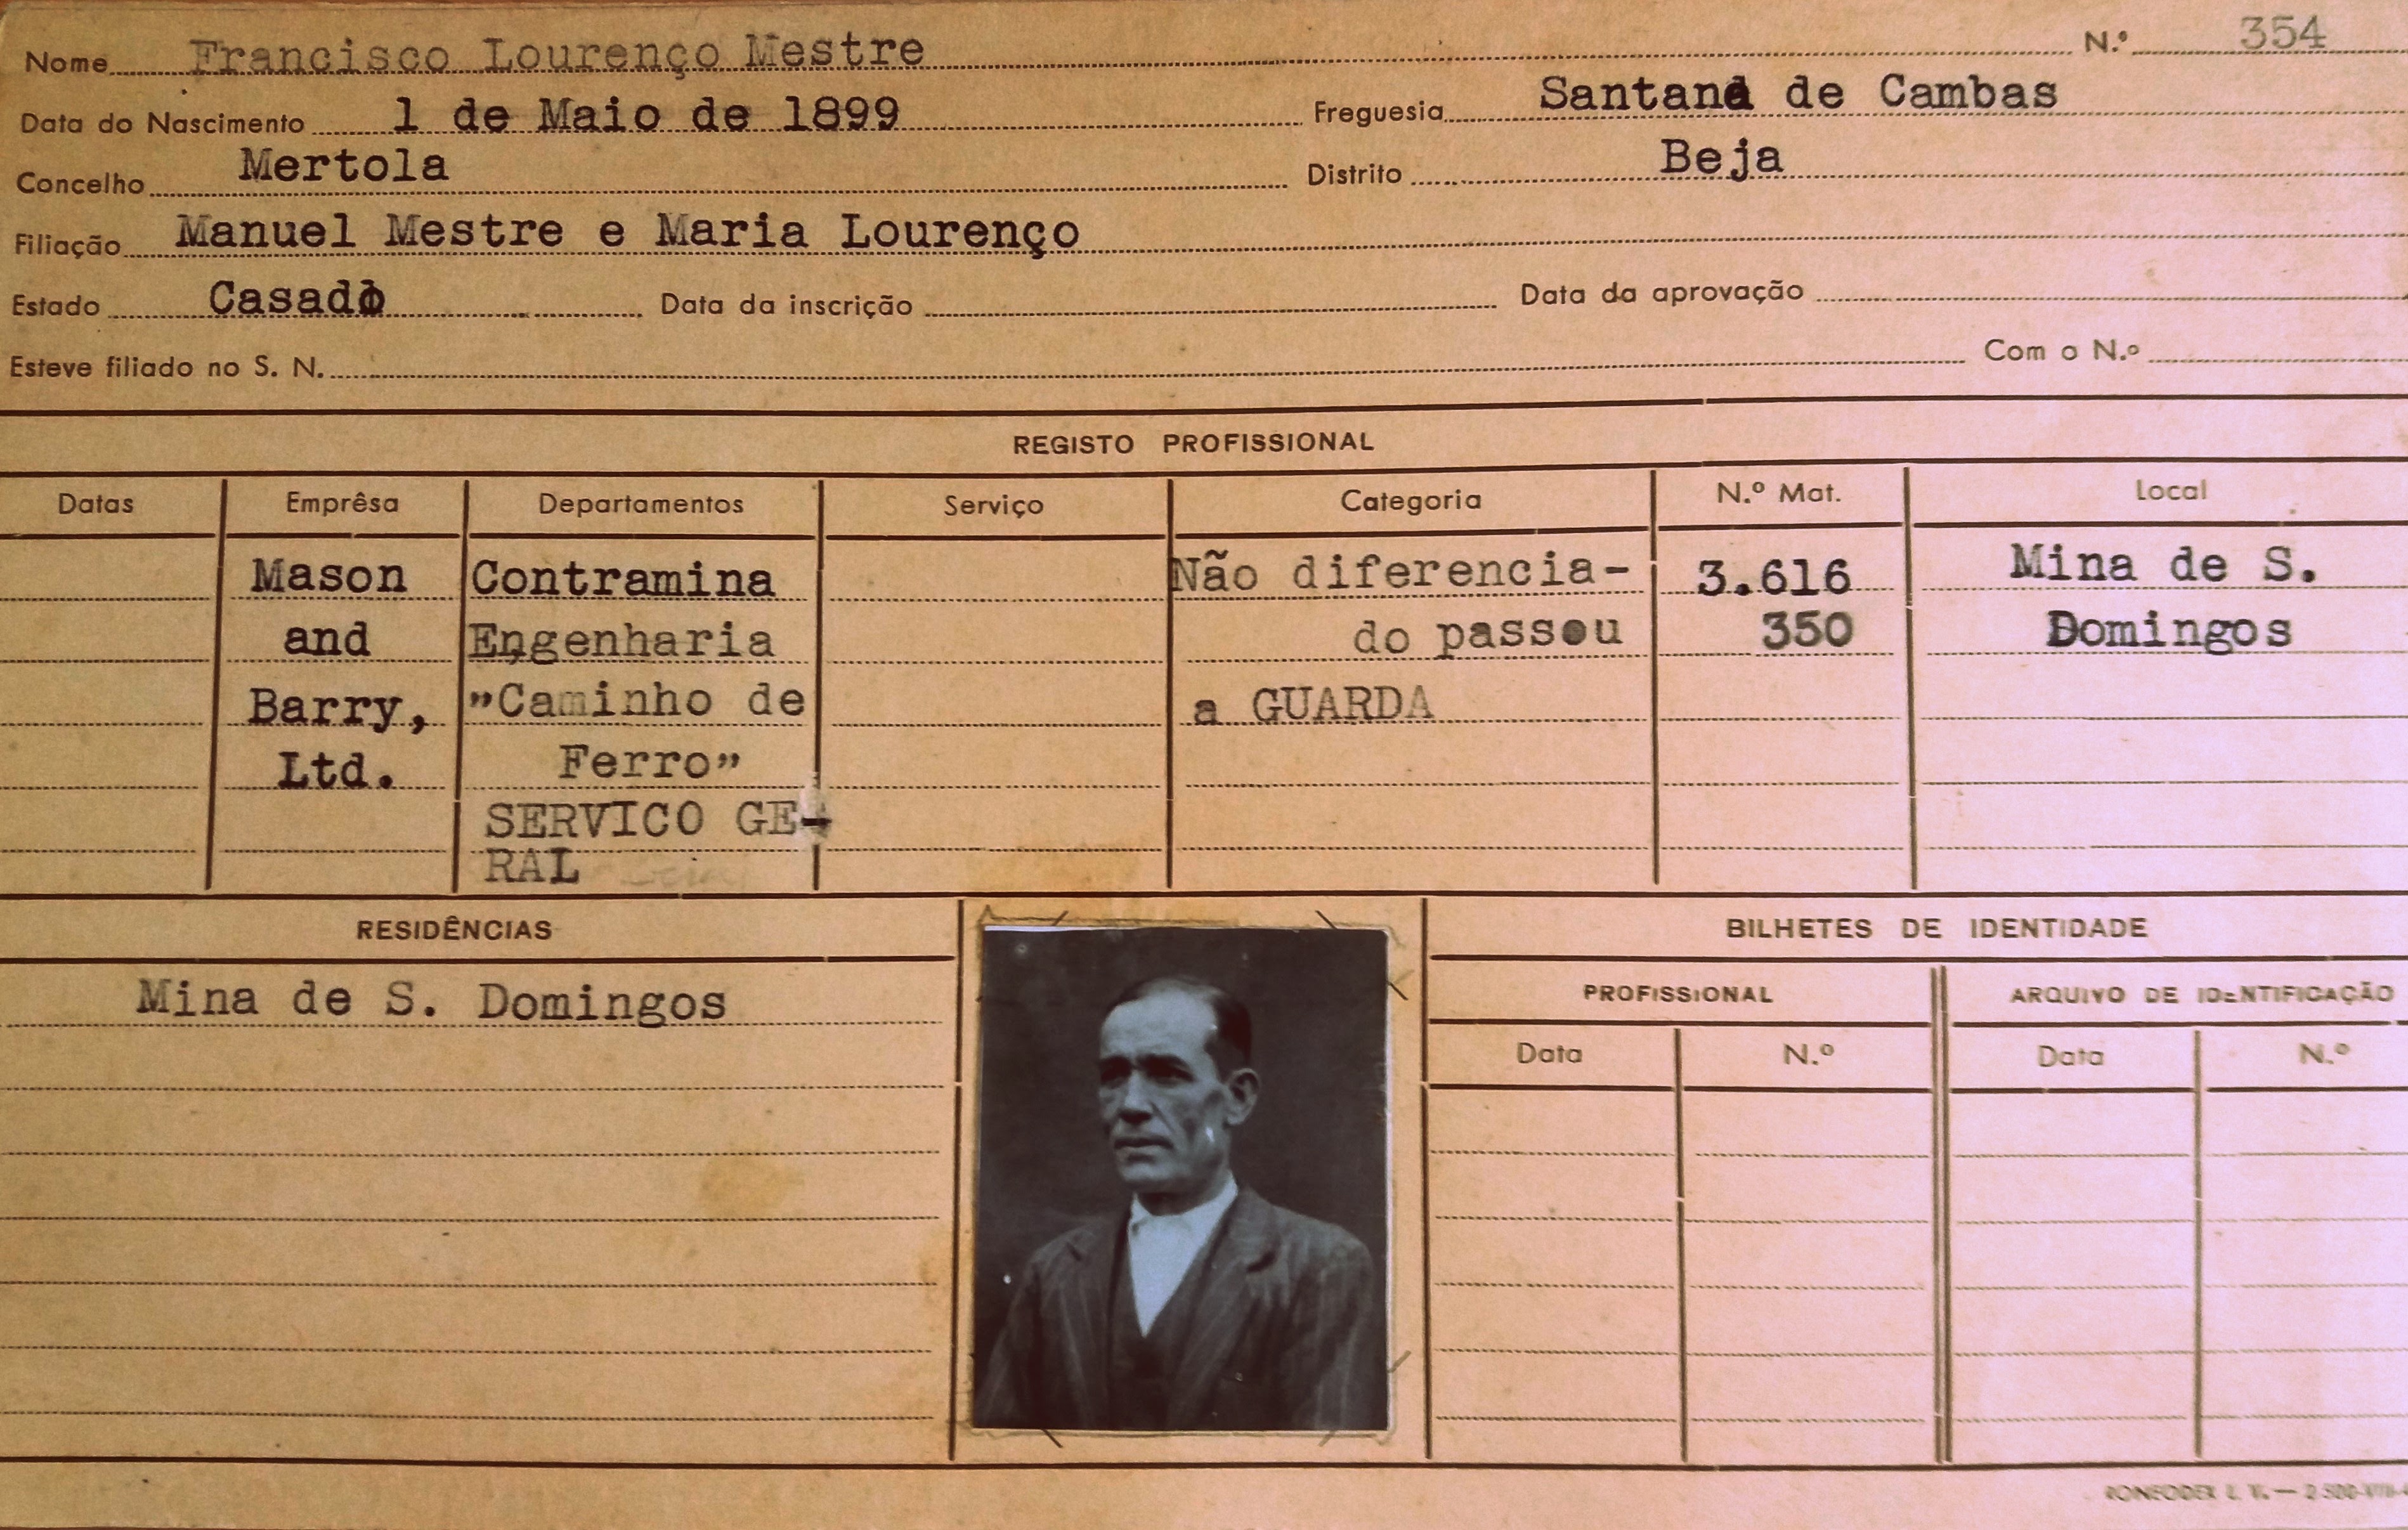 Nome Francisco Lourenço Mestre N.º 354
Data do Nascimento 1 de Maio de 1899 Freguesia Santana de Cambas
Concelho Mertola Distrito Beja
Filiação Manuel Mestre e Maria Lourenço
Estado Casado Data da inscrição Data da aprovação
Esteve filiado no S. N. Com o N.º
REGISTO PROFISSIONAL
Datas Emprêsa Departamentos Serviço Categoria N.º Mat. Local
Mason Contramina Não diferencia- 3.616 Mina de S.
and Engenharia do passou 350 Domingos
Barry, "Caminho de a GUARDA
Ltd. Ferro"
SERVICO GE-
RAL
RESIDÊNCIAS BILHETES DE IDENTIDADE
Mina de S. Domingos PROFISSIONAL ARQUIVO DE IDENTIFICAÇÃO
Data N.º Data N.º